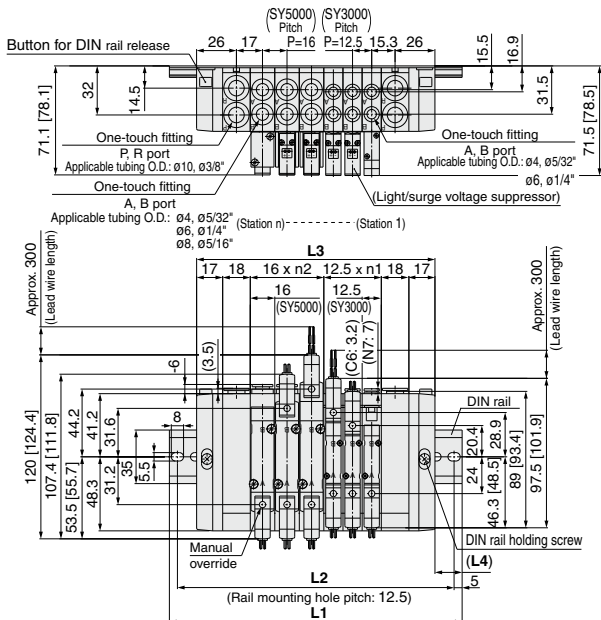 (SY5000) (SY3000)
Pitch Pitch
Button for DIN rail release
26 17 P=16 P=12.5 15.3 26
15.5
16.9
71.1 [78.1]
32
14.5
31.5
71.5 [78.5]
One-touch fitting
P, R port
Applicable tubing O.D.: ø10, ø3/8"
One-touch fitting
A, B port
Applicable tubing O.D.: ø4, ø5/32"
ø6, ø1/4"
One-touch fitting
A, B port
Applicable tubing O.D.: ø4, ø5/32"
ø6, ø1/4"
ø8, ø5/16"
(Light/surge voltage suppressor)
(Station n) (Station 1)
L3
17 18 16 x n2 12.5 x n1 18 17
16 12.5
(SY5000) (SY3000)
Approx. 300
(Lead wire length)
Approx. 300
(Lead wire length)
-6
(3.5)
(C6: 3.2)
(N7: 7)
120 [124.4]
107.4 [111.8]
53.5 [55.7]
44.2
41.2
31.6
48.3
31.2
35
5.5
8
DIN rail
20.4
28.9
24
46.3 [48.5]
89 [93.4]
97.5 [101.9]
Manual
override
DIN rail holding screw
L2
(L4)
(Rail mounting hole pitch: 12.5)
5
L1